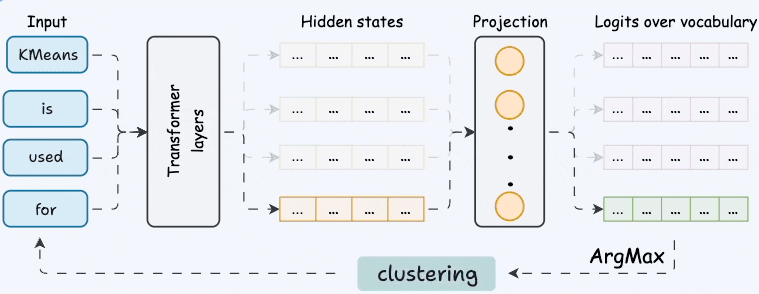 Input
Hidden states
Projection
Logits over vocabulary
KMeans
is
used
for
Transformer
layers
... ... ... ...
... ... ... ... ...
... ... ... ...
... ... ... ... ...
... ... ... ...
... ... ... ... ...
... ... ... ...
... ... ... ... ...
ArgMax
clustering